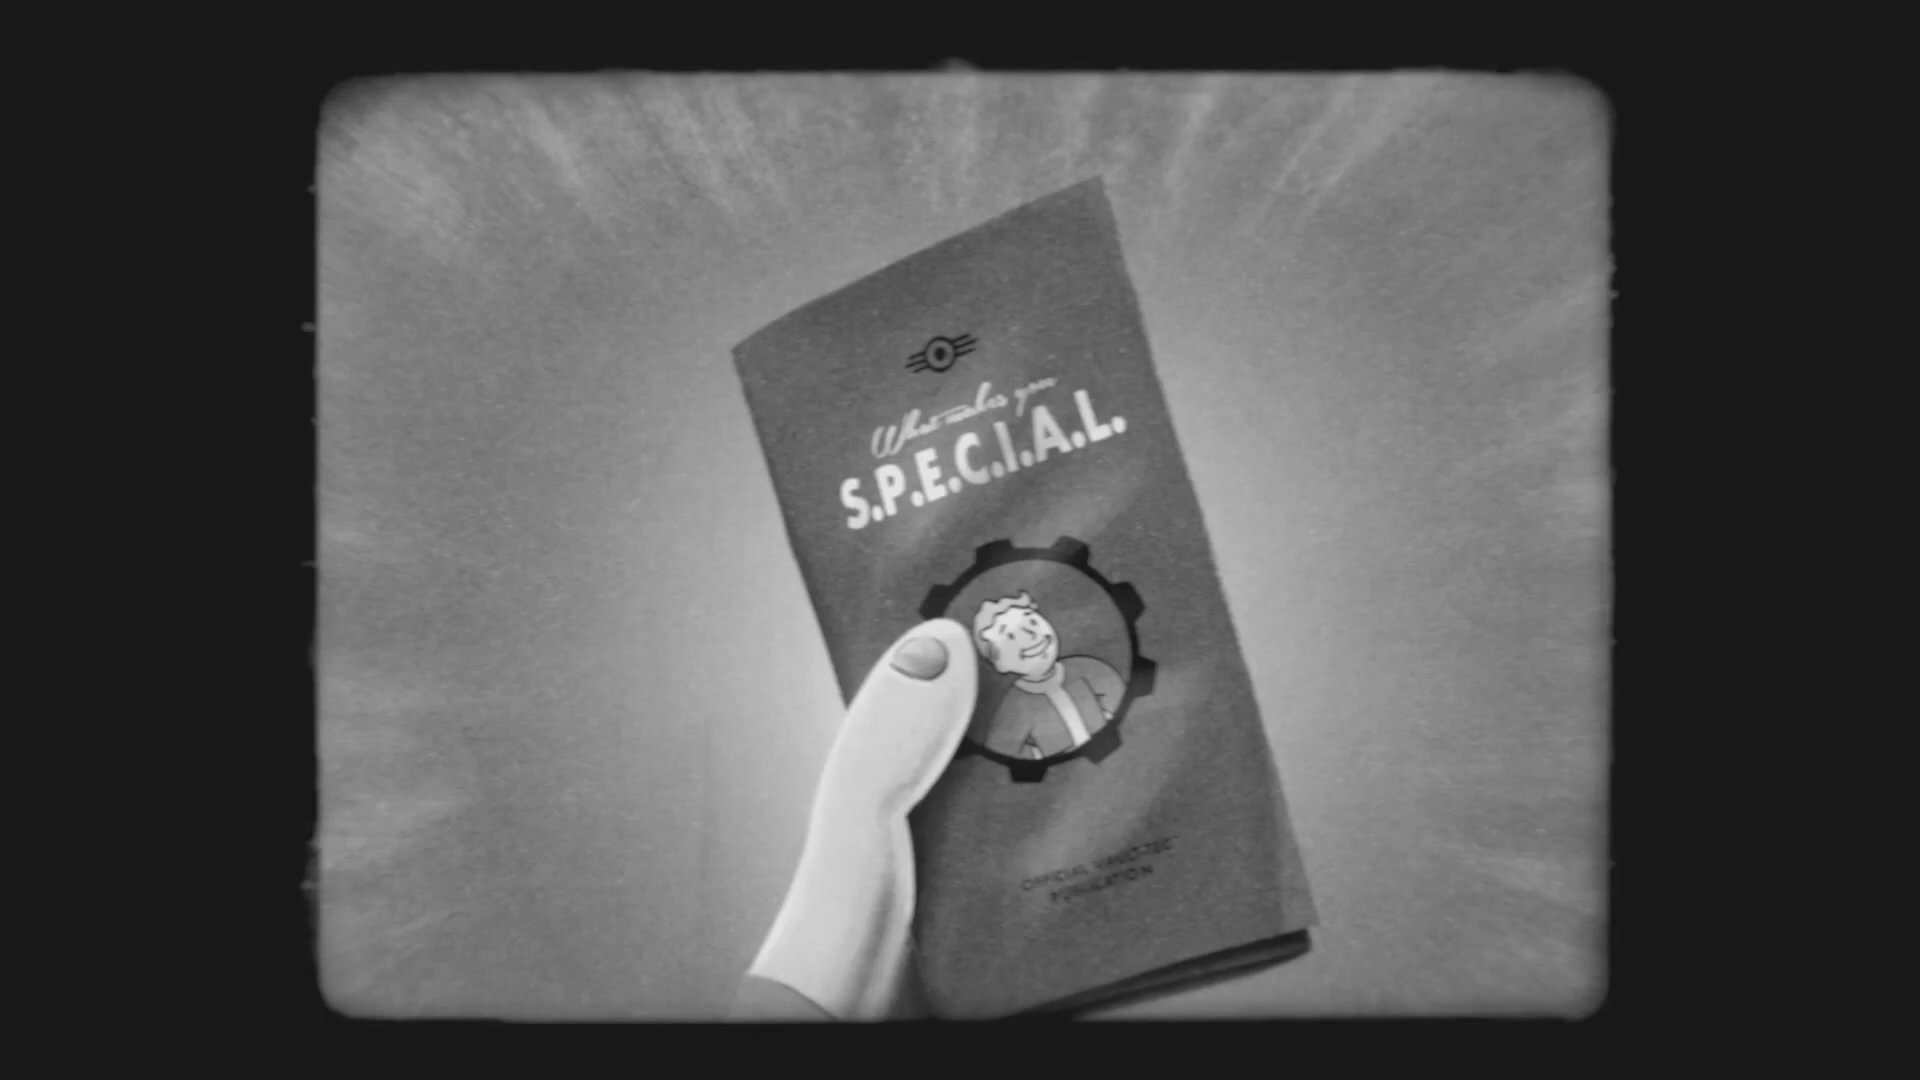 What makes you
S.P.E.C.I.A.L.
OFFICIAL VAULT-TEC
PUBLICATION